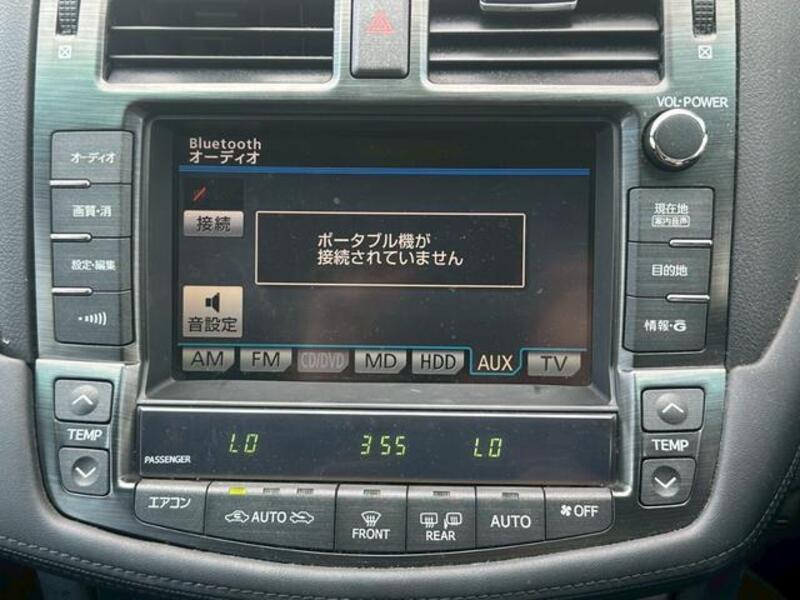 VOL・POWER
Bluetooth
オーディオ
オーディオ
画質・消
設定・編集
接続
ポータブル機が
接続されていません
音設定
現在地
案内音声
目的地
情報・G
AM FM CD/DVD MD HDD AUX TV
TEMP
TEMP
PASSENGER
LO 355 LO
エアコン
AUTO
FRONT
REAR
AUTO
OFF